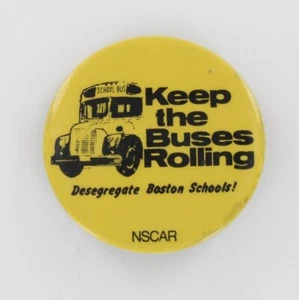 SCHOOL BUS
Keep
the
Buses
Rolling
Desegregate Boston Schools!
NSCAR